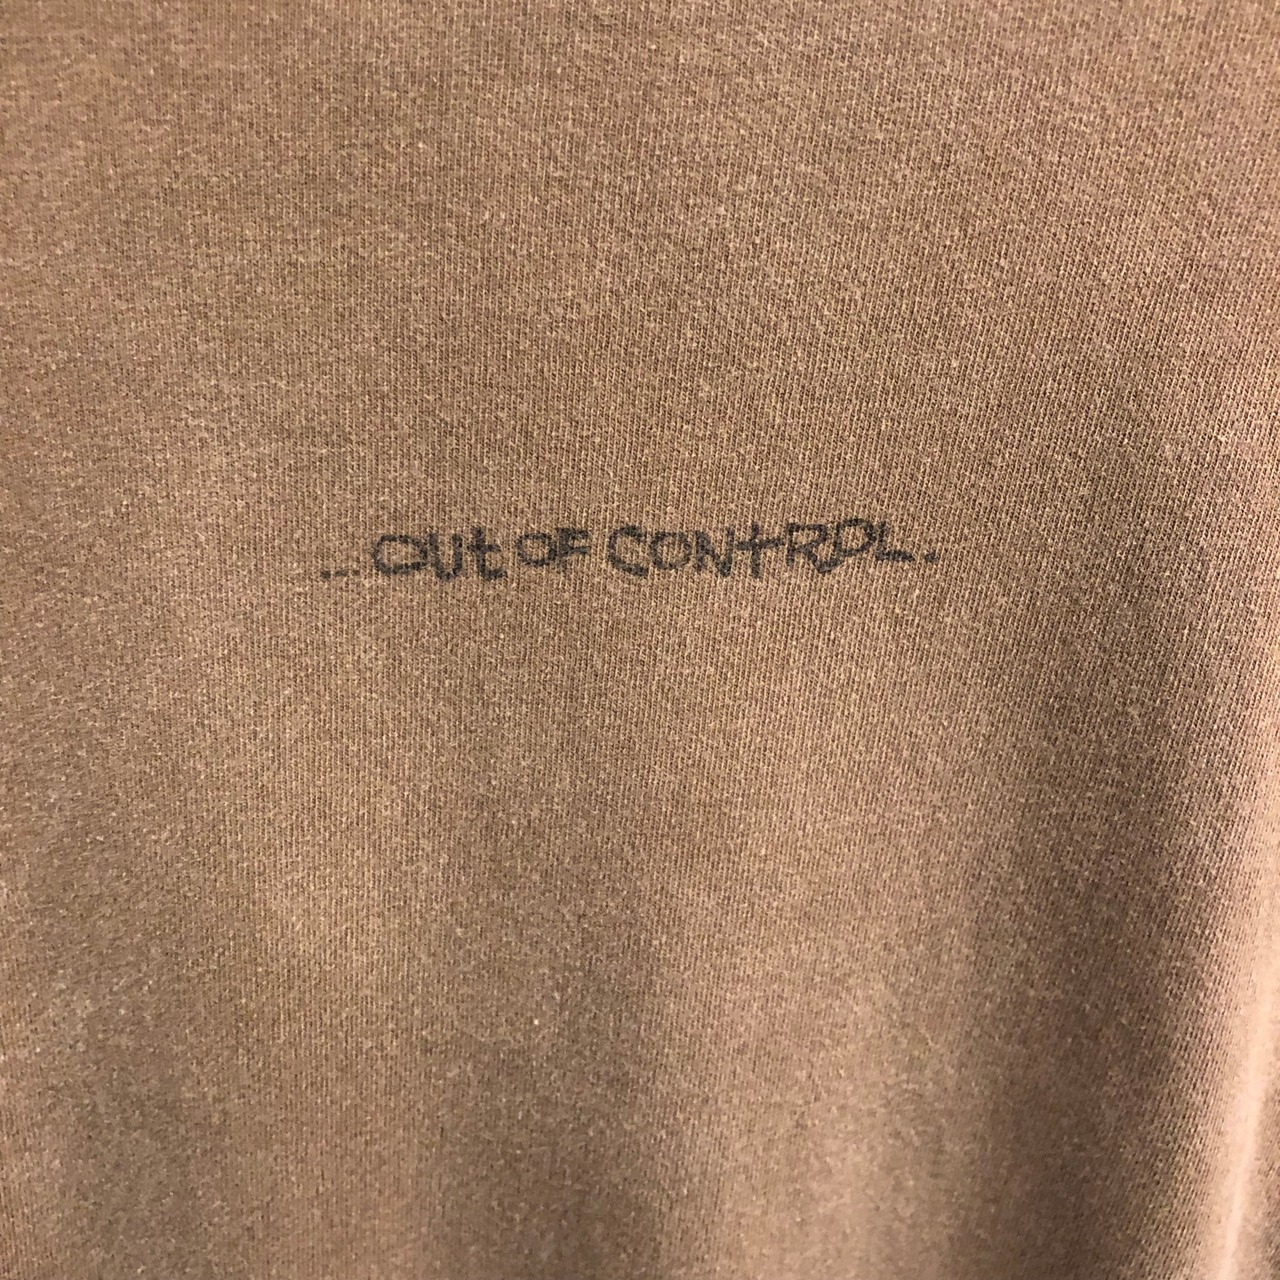 ...OUt OF CONtROL.